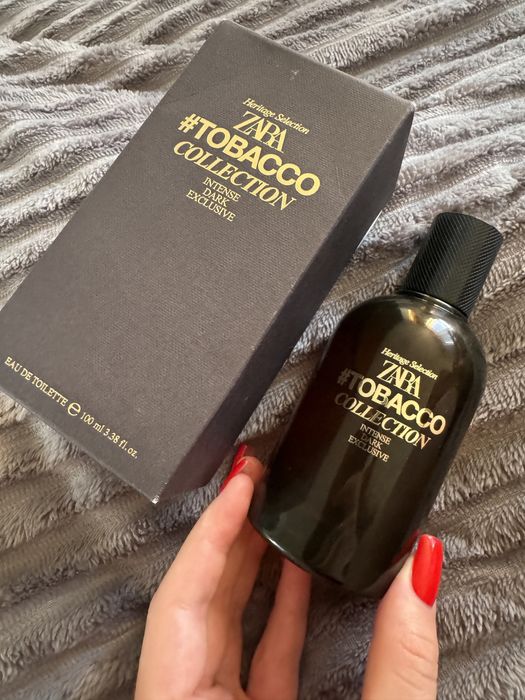 Heritage Selection
ZARA
#TOBACCO
COLLECTION
INTENSE
DARK
EXCLUSIVE
EAU DE TOILETTE ℮ 100 ml 3.38 fl. oz.
Heritage Selection
ZARA
#TOBACCO
COLLECTION
INTENSE
DARK
EXCLUSIVE